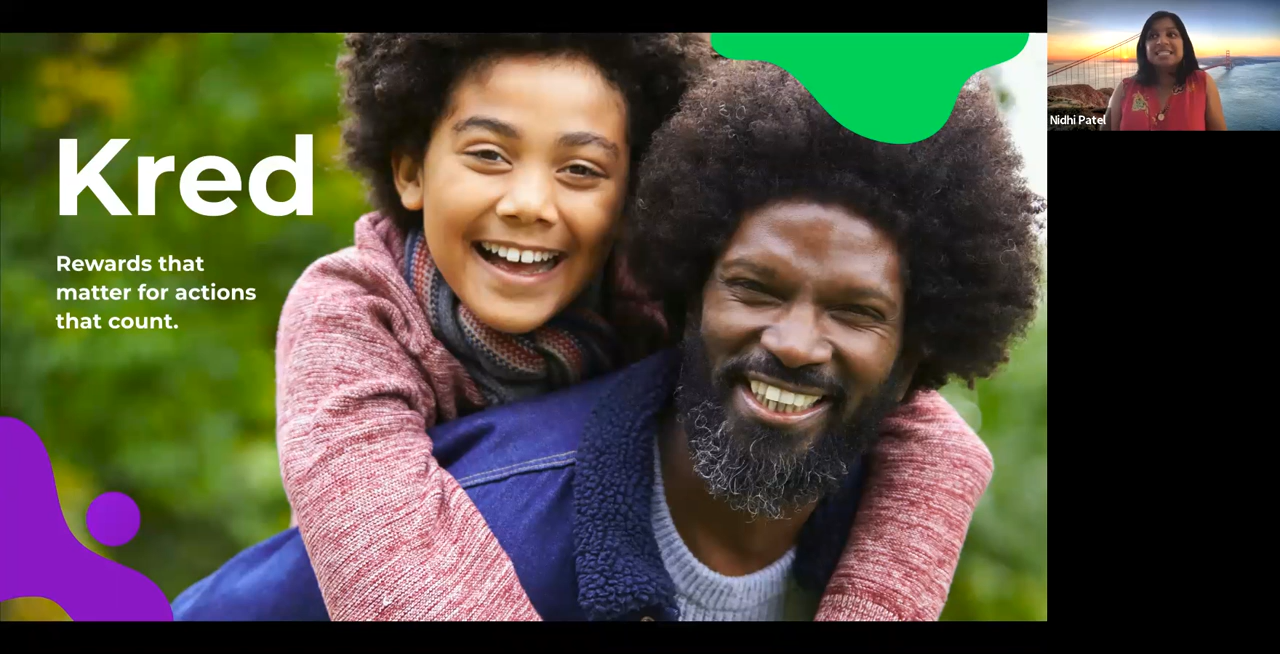 Kred
Rewards that
matter for actions
that count.
Nidhi Patel